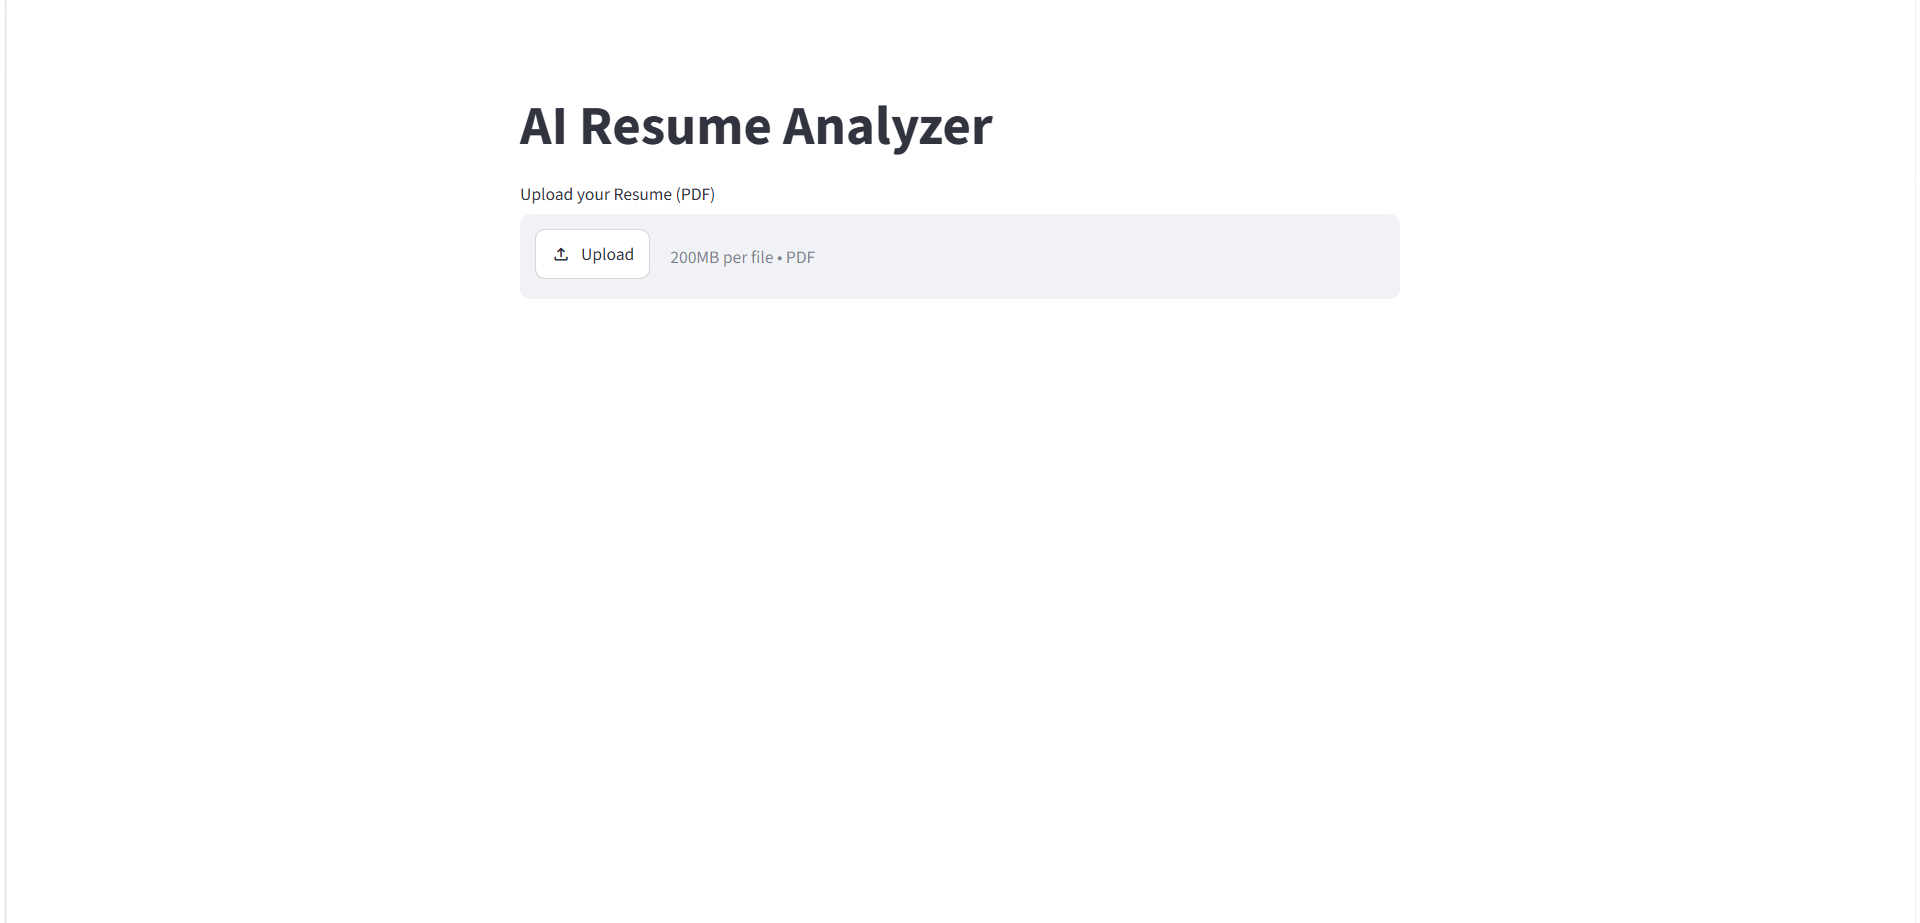 AI Resume Analyzer
Upload your Resume (PDF)
Upload
200MB per file • PDF